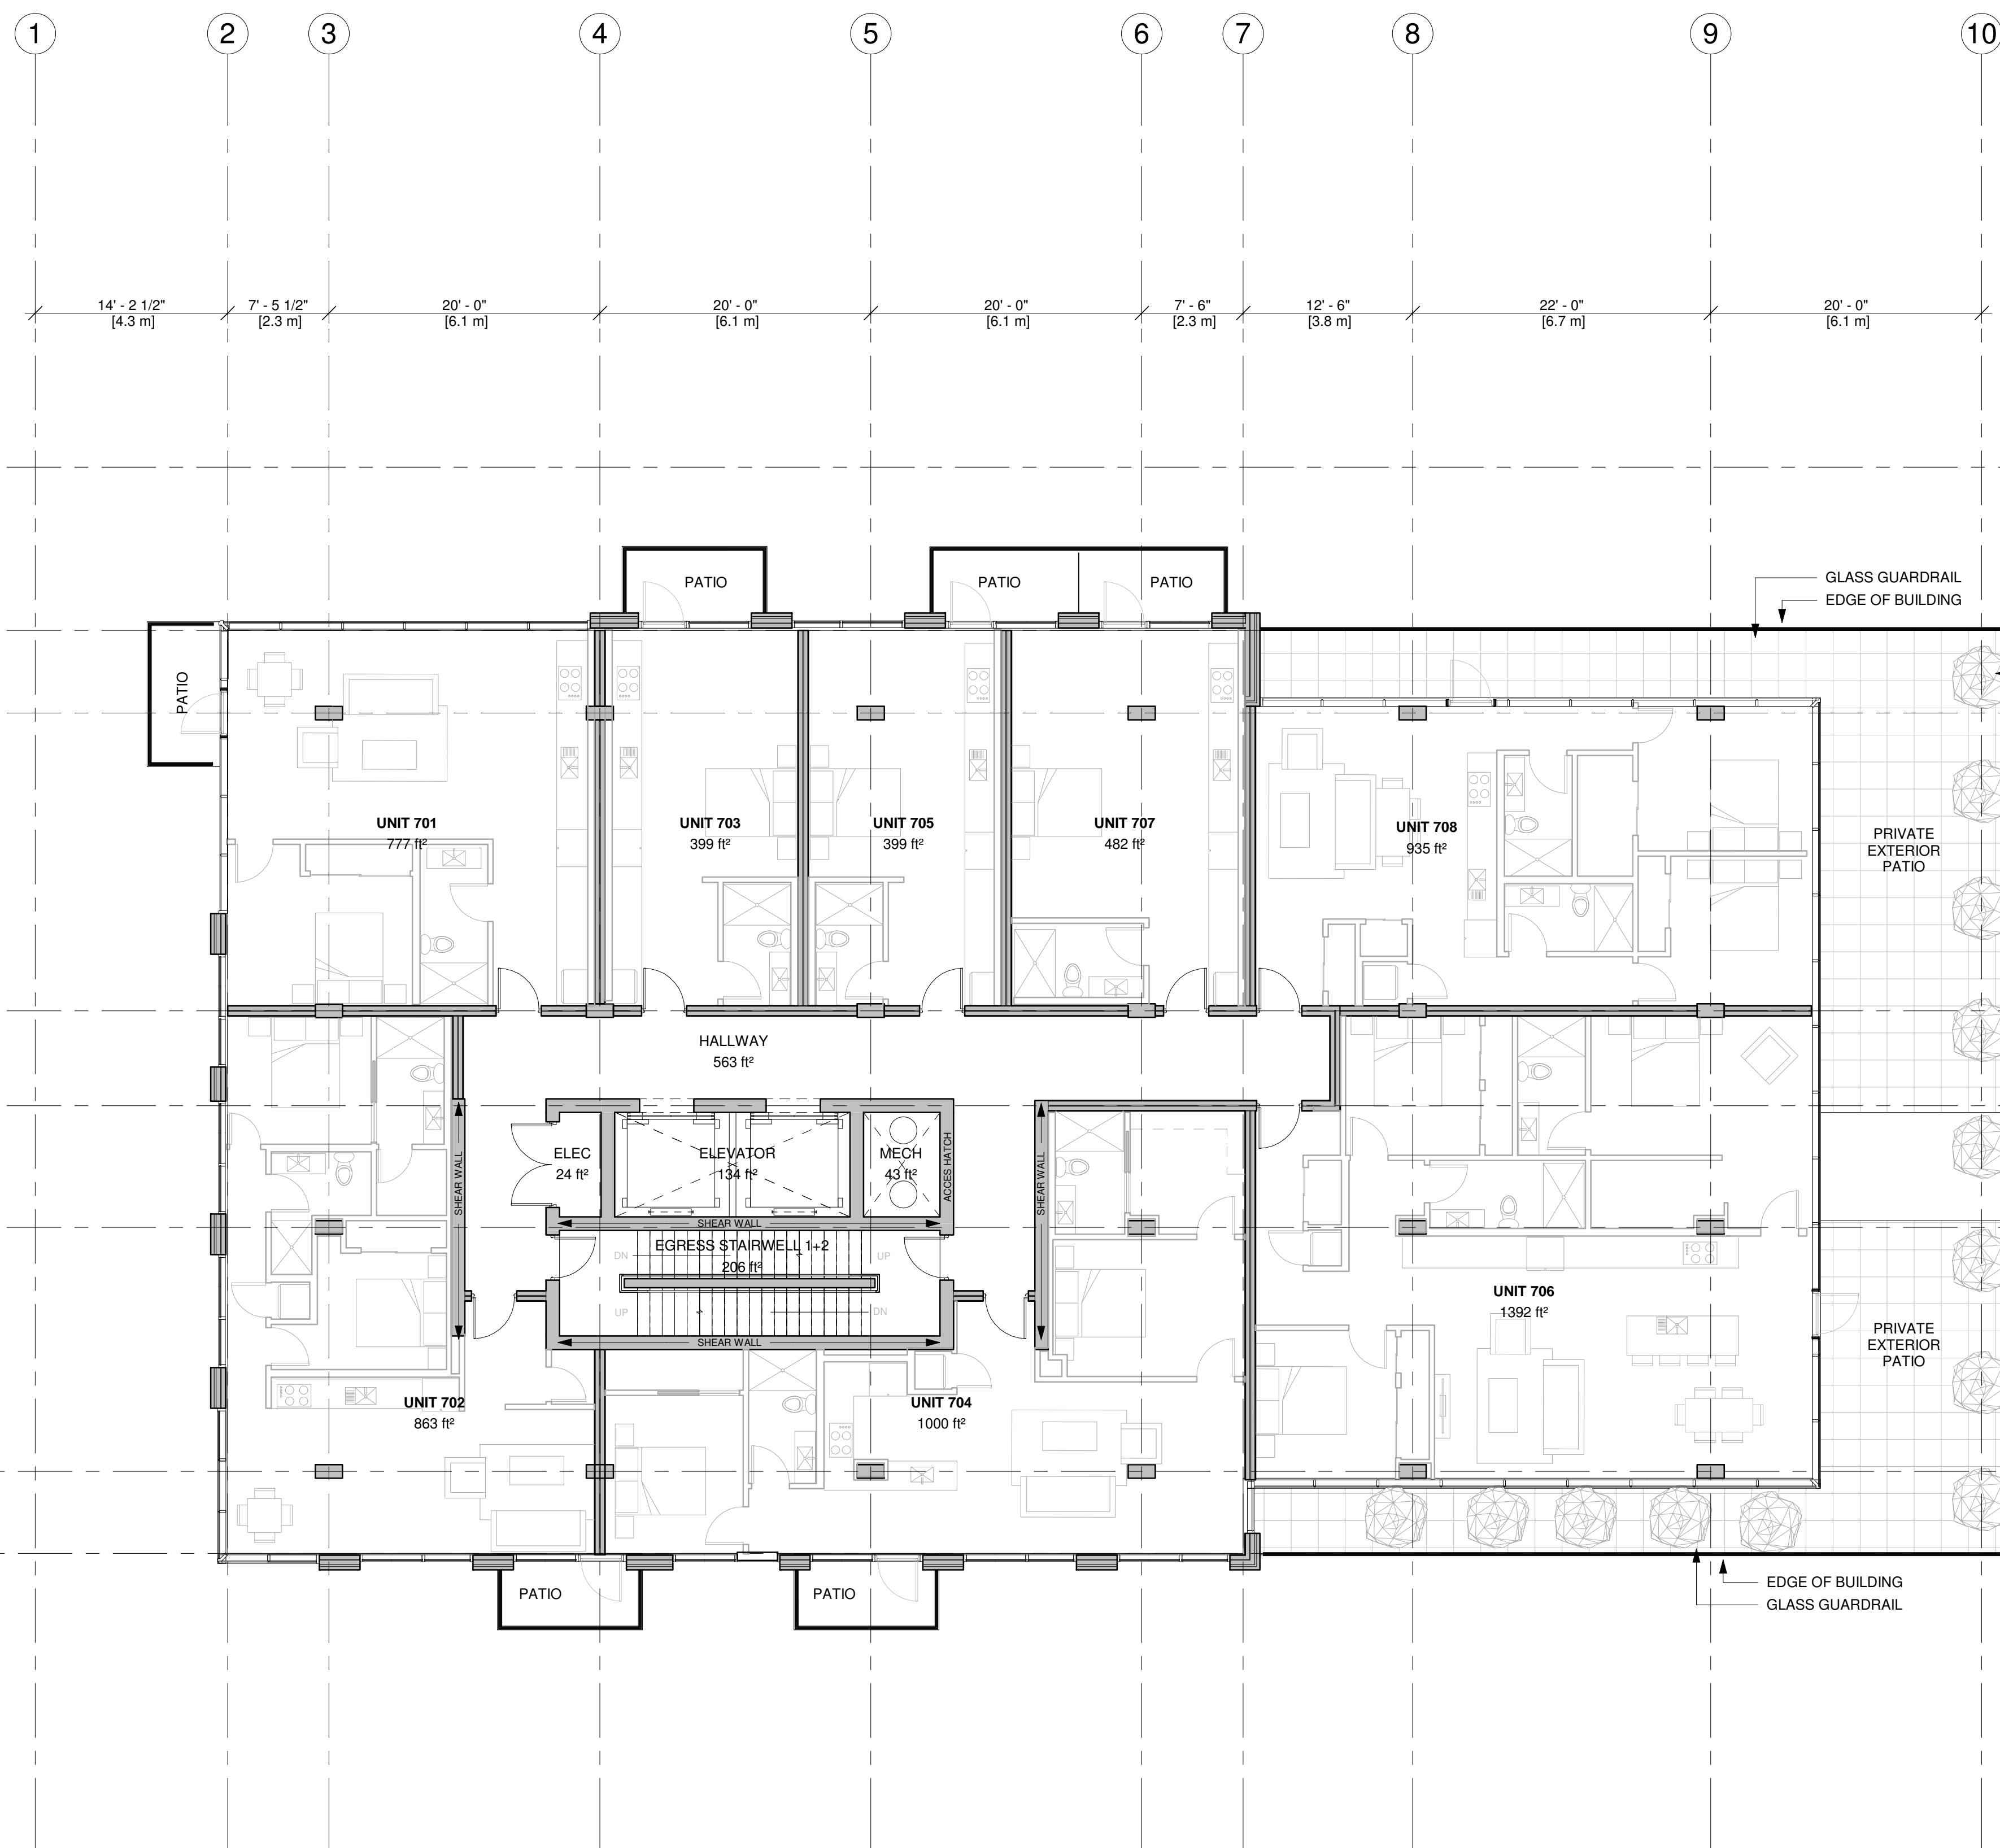 1
2
3
4
5
6
7
8
9
10
14' - 2 1/2"
[4.3 m]
7' - 5 1/2"
[2.3 m]
20' - 0"
[6.1 m]
20' - 0"
[6.1 m]
20' - 0"
[6.1 m]
7' - 6"
[2.3 m]
12' - 6"
[3.8 m]
22' - 0"
[6.7 m]
20' - 0"
[6.1 m]
PATIO
PATIO
PATIO
GLASS GUARDRAIL
EDGE OF BUILDING
PATIO
UNIT 701
777 ft²
UNIT 703
399 ft²
UNIT 705
399 ft²
UNIT 707
482 ft²
UNIT 708
935 ft²
PRIVATE
EXTERIOR
PATIO
HALLWAY
563 ft²
ELEC
24 ft²
ELEVATOR
134 ft²
MECH
43 ft²
ACCES HATCH
SHEAR WALL
SHEAR WALL
SHEAR WALL
EGRESS STAIRWELL 1+2
206 ft²
DN
UP
UP
DN
SHEAR WALL
UNIT 706
1392 ft²
PRIVATE
EXTERIOR
PATIO
UNIT 702
863 ft²
UNIT 704
1000 ft²
PATIO
PATIO
EDGE OF BUILDING
GLASS GUARDRAIL